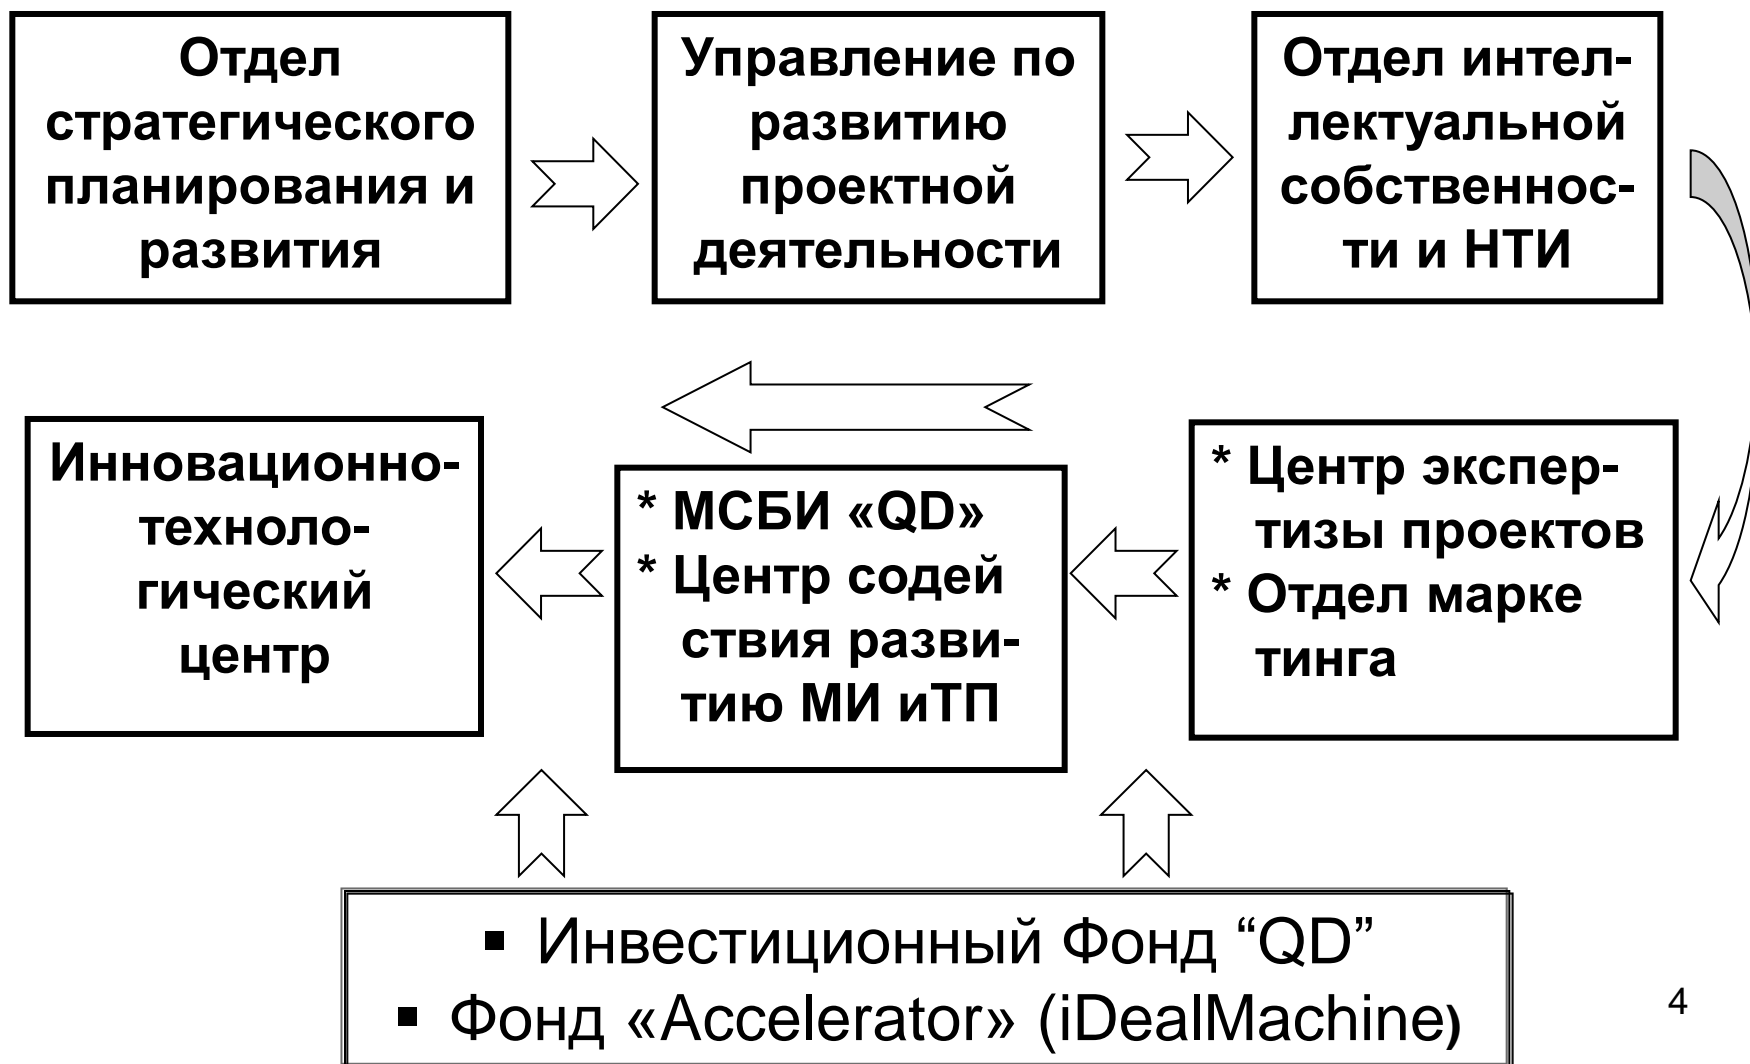 Отдел
стратегического
планирования и
развития
Управление по
развитию
проектной
деятельности
Отдел интел-
лектуальной
собственнос-
ти и НТИ
Инновационно-
техноло-
гический
центр
* МСБИ «QD»
* Центр содей
ствия разви-
тию МИ иТП
* Центр экспер-
тизы проектов
* Отдел марке
тинга
▪ Инвестиционный Фонд “QD”
▪ Фонд «Accelerator» (iDealMachine)
4